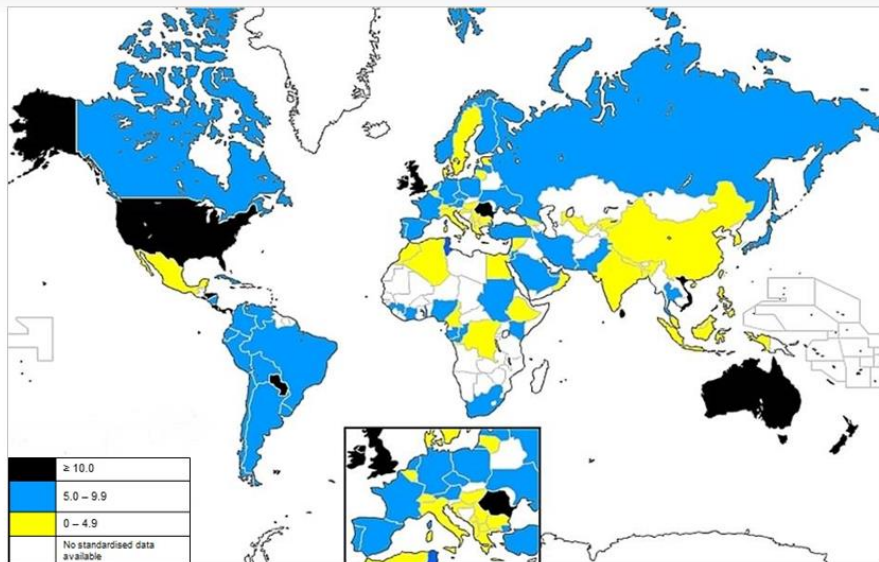 ≥ 10.0
5.0 – 9.9
0 – 4.9
No standardised data
available